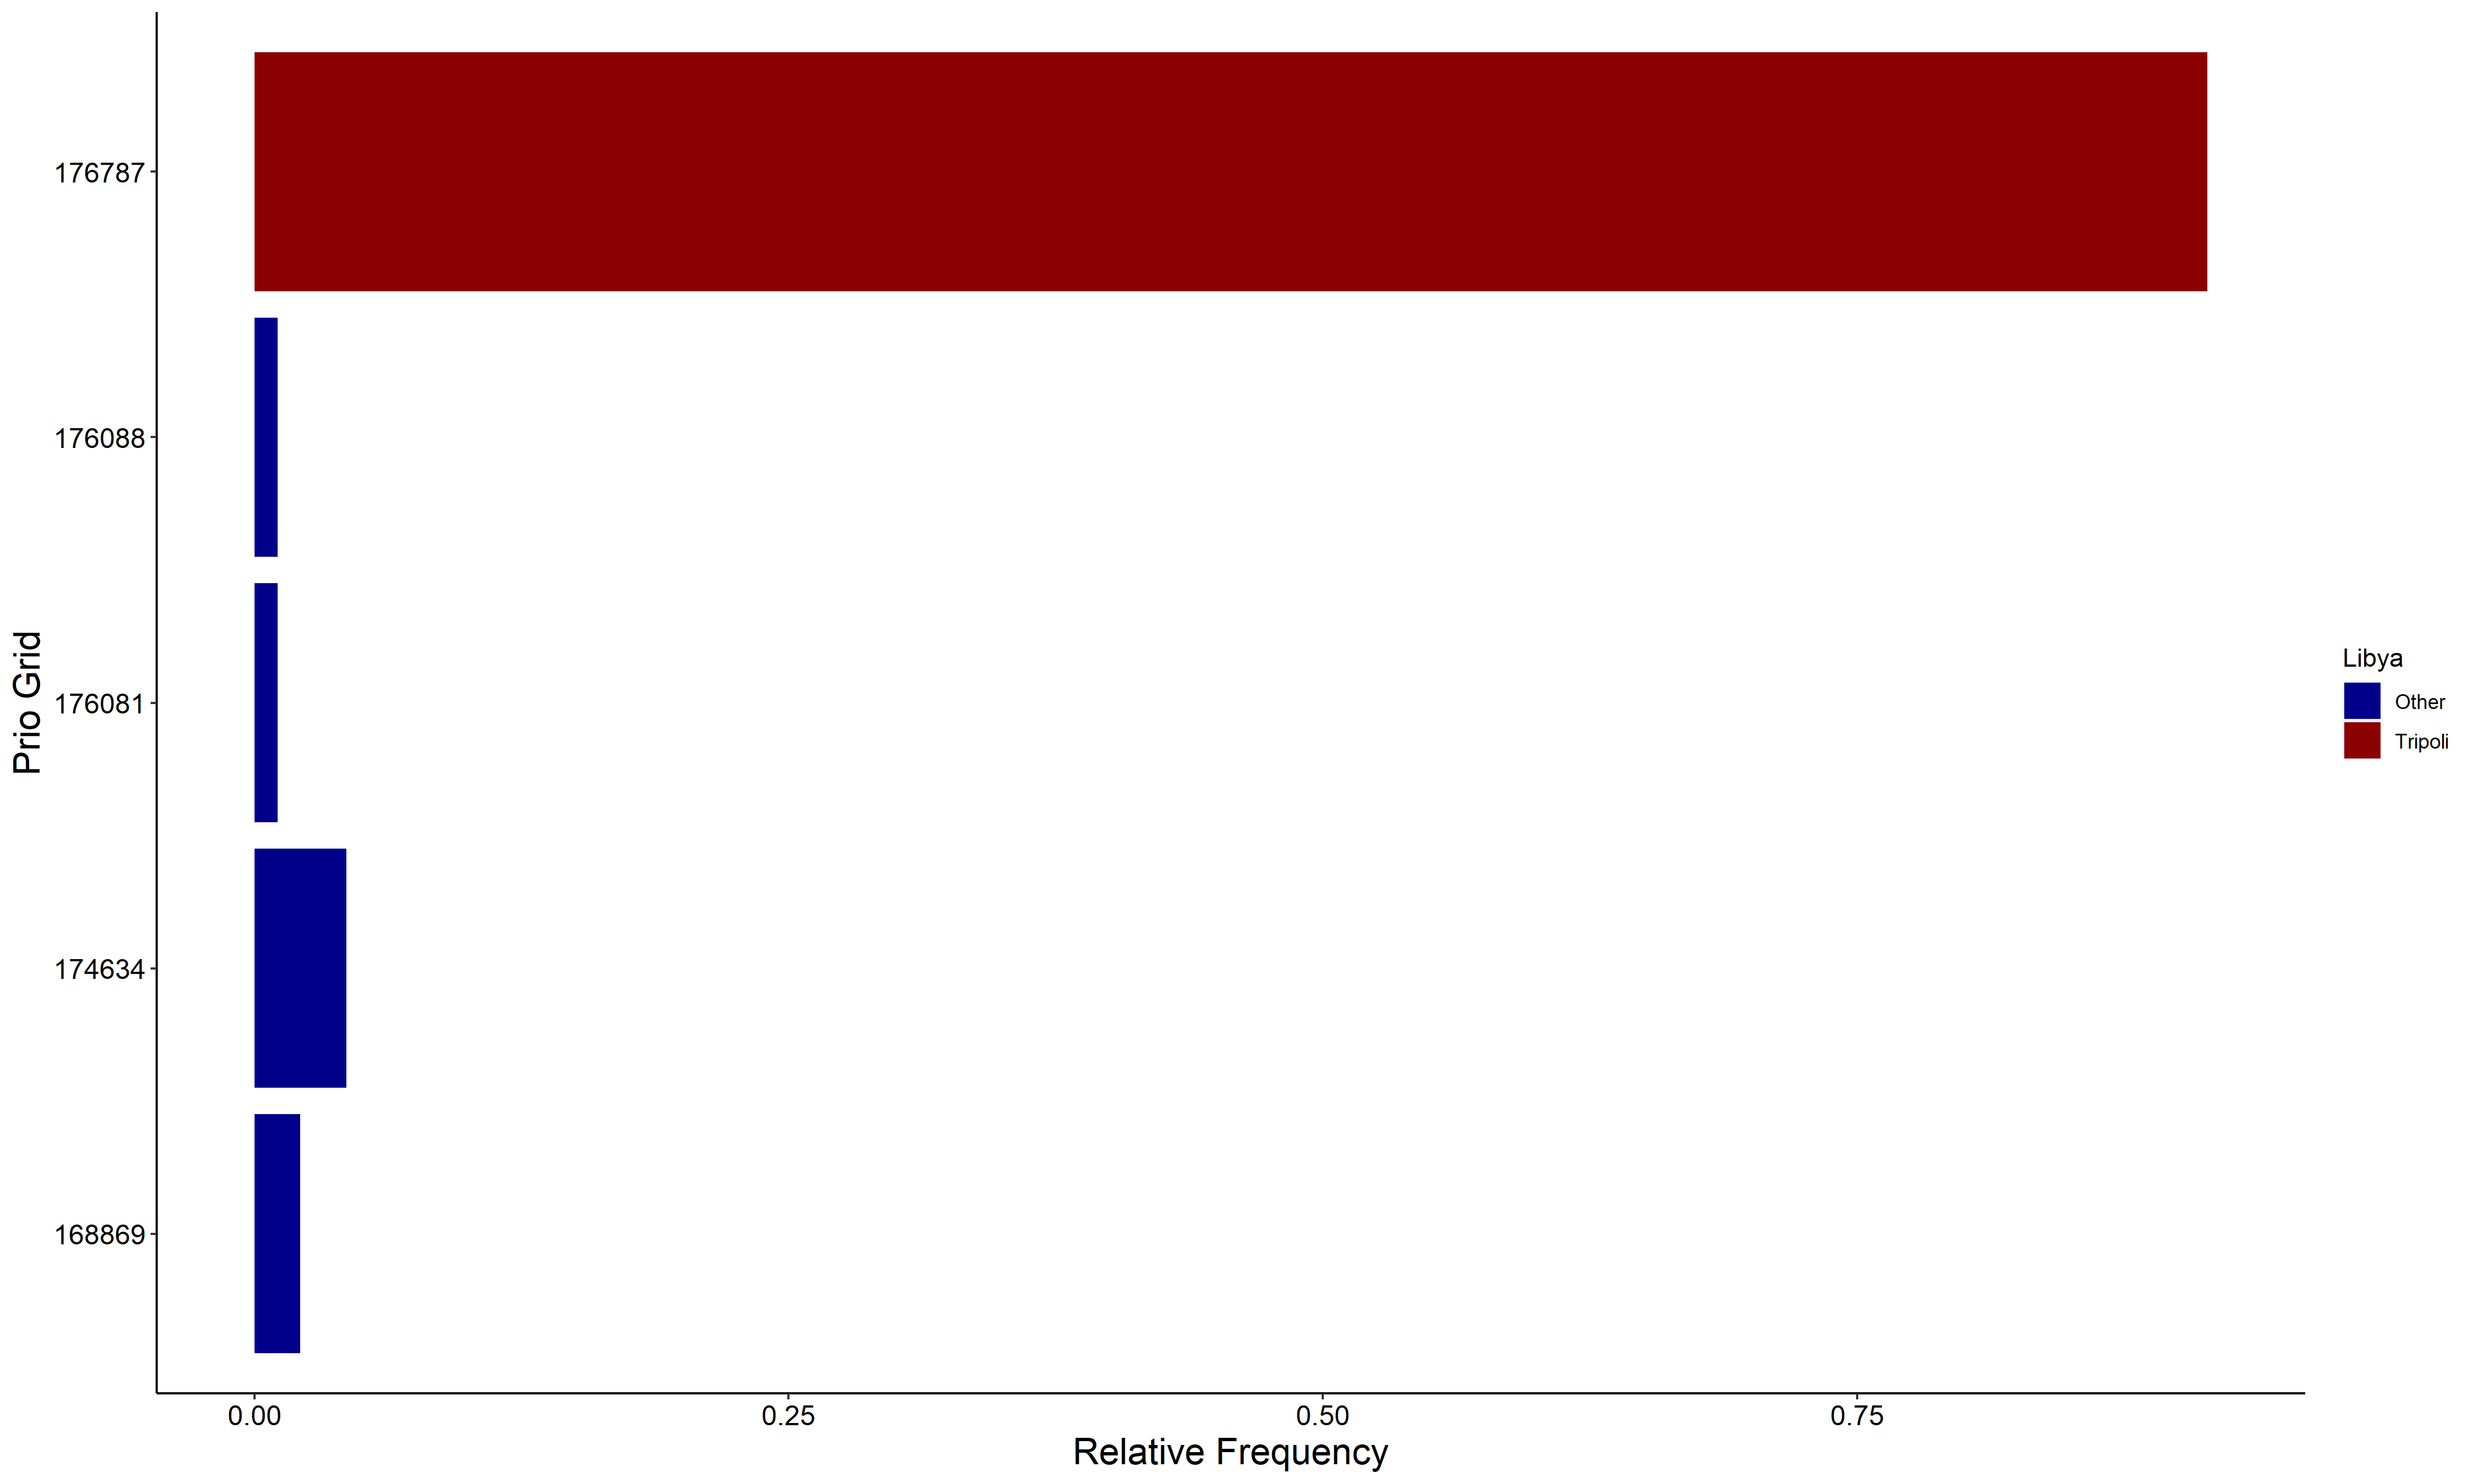 Prio Grid
176787
176088
176081
174634
168869
0.00
0.25
0.50
0.75
Relative Frequency
Libya
Other
Tripoli